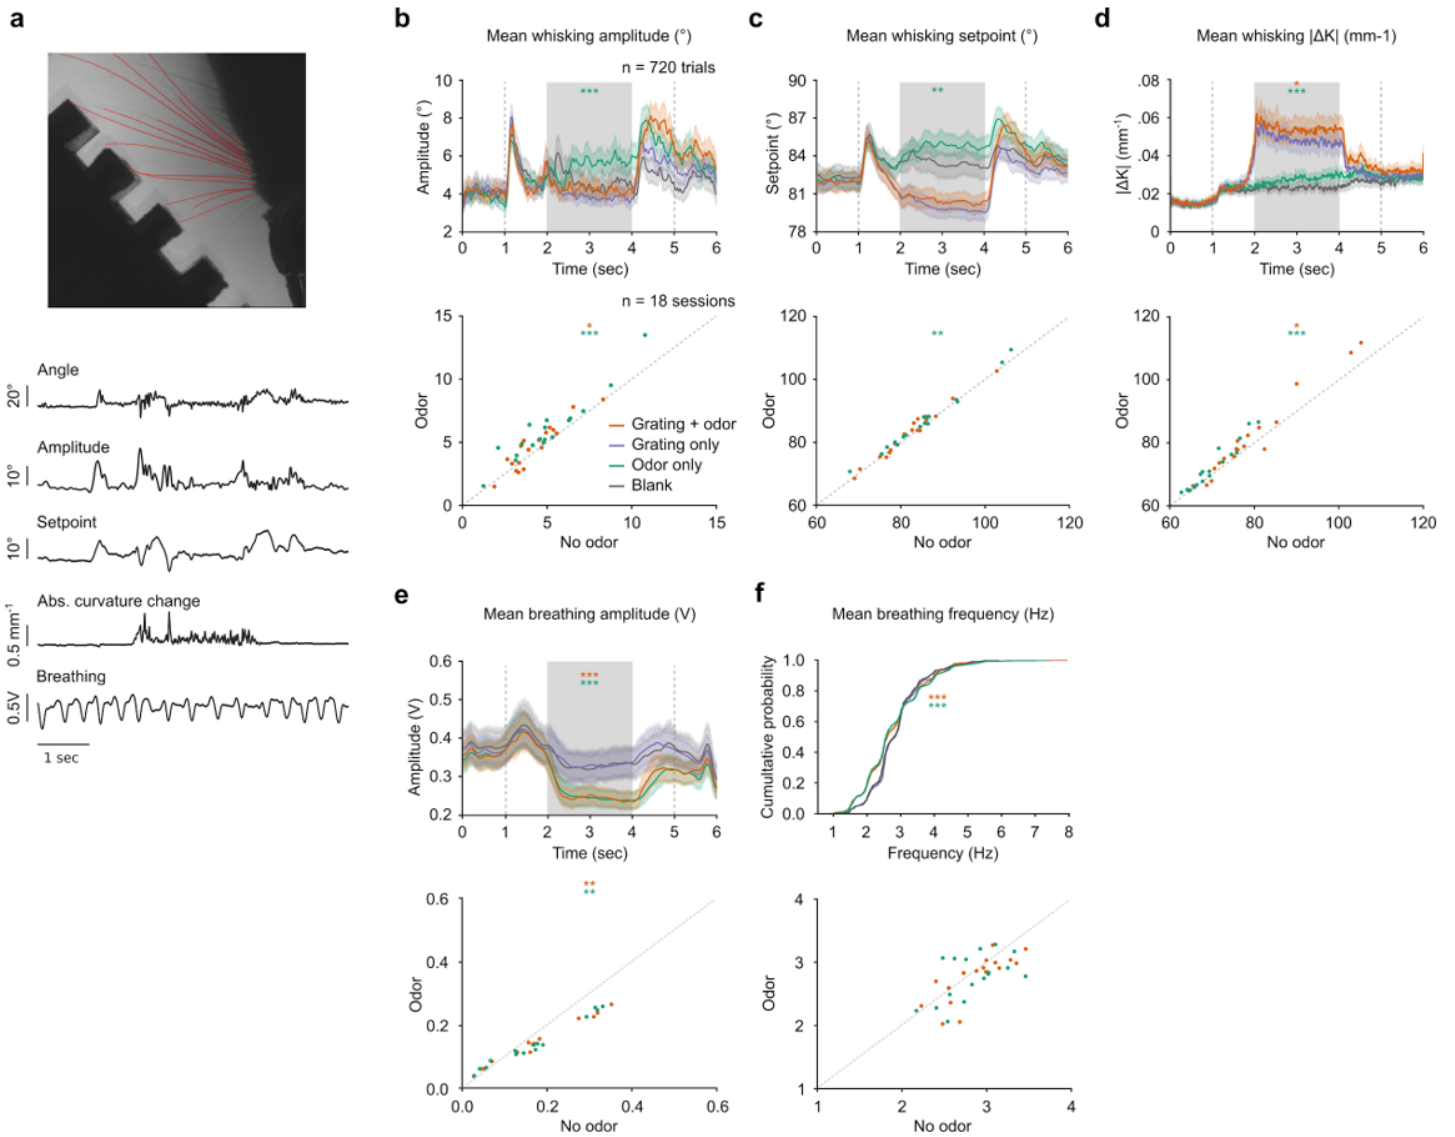 a
Angle
20°
Amplitude
10°
Setpoint
10°
Abs. curvature change
0.5 mm-1
Breathing
0.5V
1 sec
b
Mean whisking amplitude (°)
n = 720 trials
***
Amplitude (°)
10
8
6
4
2
0 1 2 3 4 5 6
Time (sec)
n = 18 sessions
*
***
Odor
15
10
5
0
Grating + odor
Grating only
Odor only
Blank
0 5 10 15
No odor
c
Mean whisking setpoint (°)
**
Setpoint (°)
90
87
84
81
78
0 1 2 3 4 5 6
Time (sec)
**
Odor
120
100
80
60
60 80 100 120
No odor
d
Mean whisking |ΔK| (mm-1)
*
***
|ΔK| (mm-1)
.08
.06
.04
.02
0
0 1 2 3 4 5 6
Time (sec)
*
***
Odor
120
100
80
60
60 80 100 120
No odor
e
Mean breathing amplitude (V)
***
***
Amplitude (V)
0.6
0.5
0.4
0.3
0.2
0 1 2 3 4 5 6
Time (sec)
**
**
Odor
0.6
0.4
0.2
0.0
0.0 0.2 0.4 0.6
No odor
f
Mean breathing frequency (Hz)
***
***
Cumultative probability
1.0
0.8
0.6
0.4
0.2
0.0
1 2 3 4 5 6 7 8
Frequency (Hz)
Odor
4
3
2
1
1 2 3 4
No odor